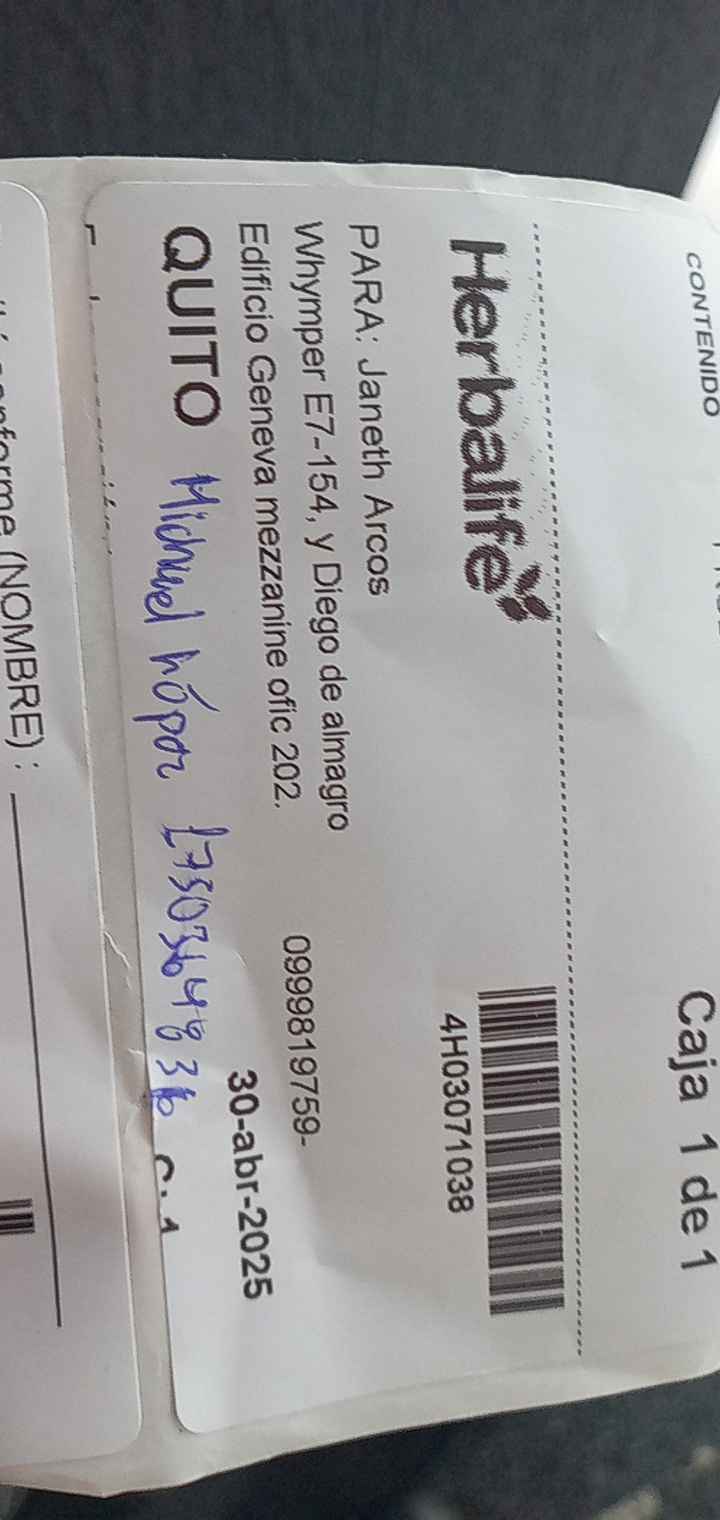 CONTENIDO
Caja 1 de 1
Herbalife
4H03071038
PARA: Janeth Arcos
Whymper E7-154, y Diego de almagro
0999819759-
Edificio Geneva mezzanine ofic 202.
30-abr-2025
QUITO
(NOMBRE) :